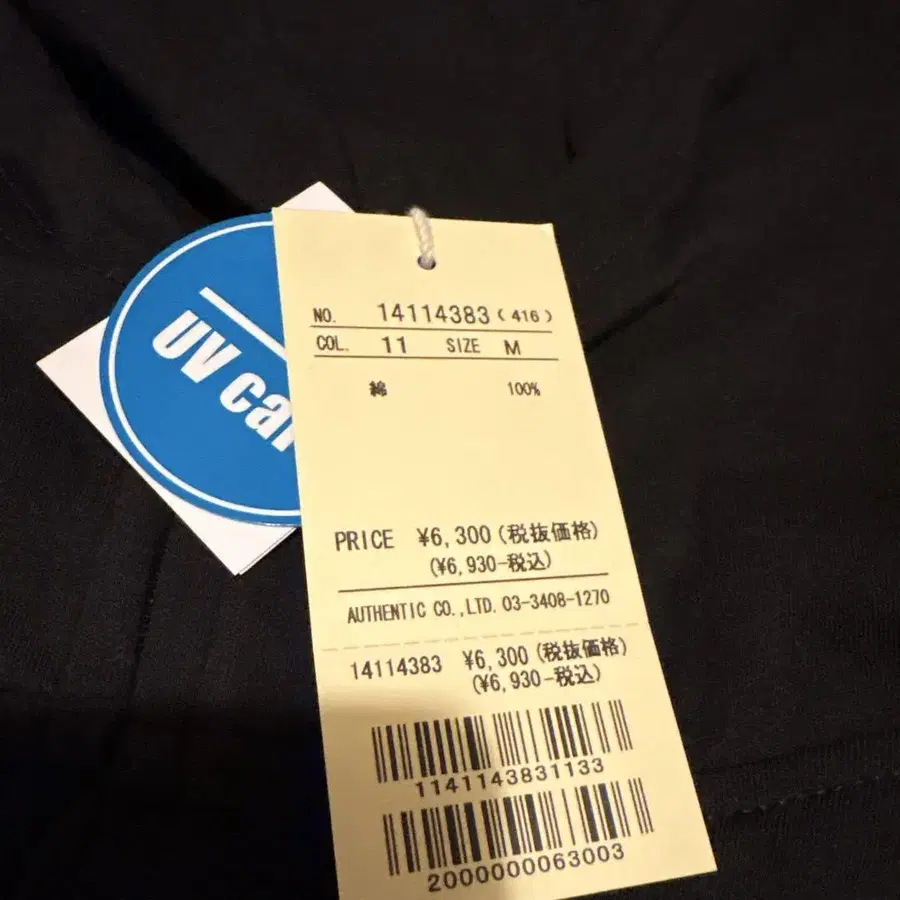 UV
NO. 14114383 (416)
COL. 11 SIZE M
綿 100%
PRICE ¥6,300(税抜価格)
(¥6,930-税込)
AUTHENTIC CO.,LTD. 03-3408-1270
14114383 ¥6,300(税抜価格)
(¥6,930-税込)
1141143831133
2000000063003